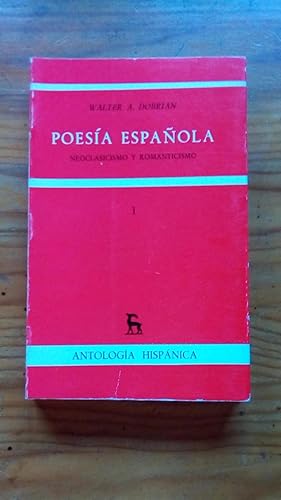 WALTER A. DOBRIAN
POESÍA ESPAÑOLA
NEOCLASICISMO Y ROMANTICISMO
I
ANTOLOGÍA HISPÁNICA